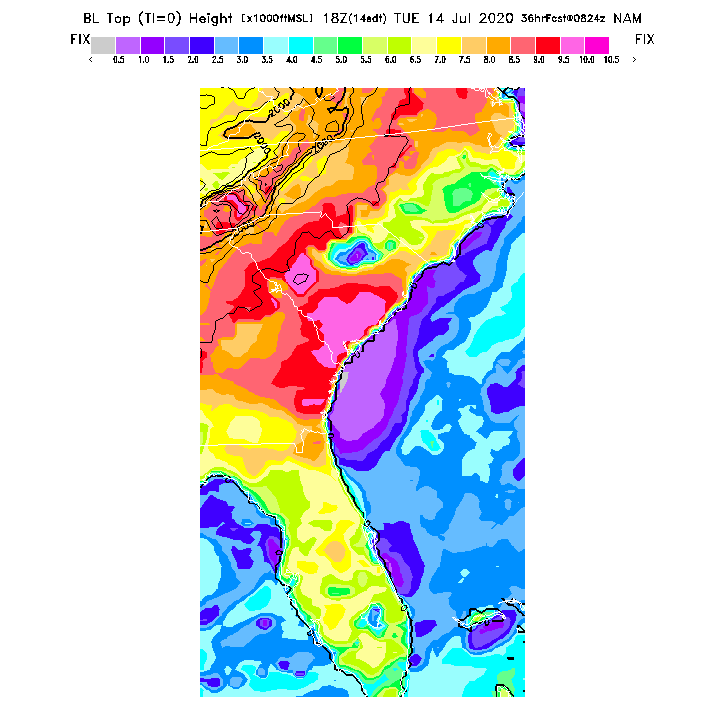 BL Top (TI=0) Height [x1000ftMSL] 18Z(14edt) TUE 14 Jul 2020 36hrFcst@0824z NAM
FIX FIX
< 0.5 1.0 1.5 2.0 2.5 3.0 3.5 4.0 4.5 5.0 5.5 6.0 6.5 7.0 7.5 8.0 8.5 9.0 9.5 10.0 10.5 >
2000
2000
2000